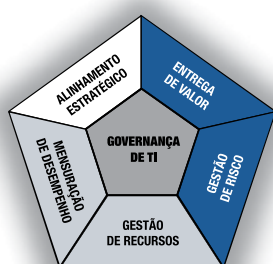 ALINHAMENTO
ESTRATÉGICO
ENTREGA
DE VALOR
MENSURAÇÃO
DE DESEMPENHO
GOVERNANÇA
DE TI
GESTÃO
DE RISCO
GESTÃO
DE RECURSOS